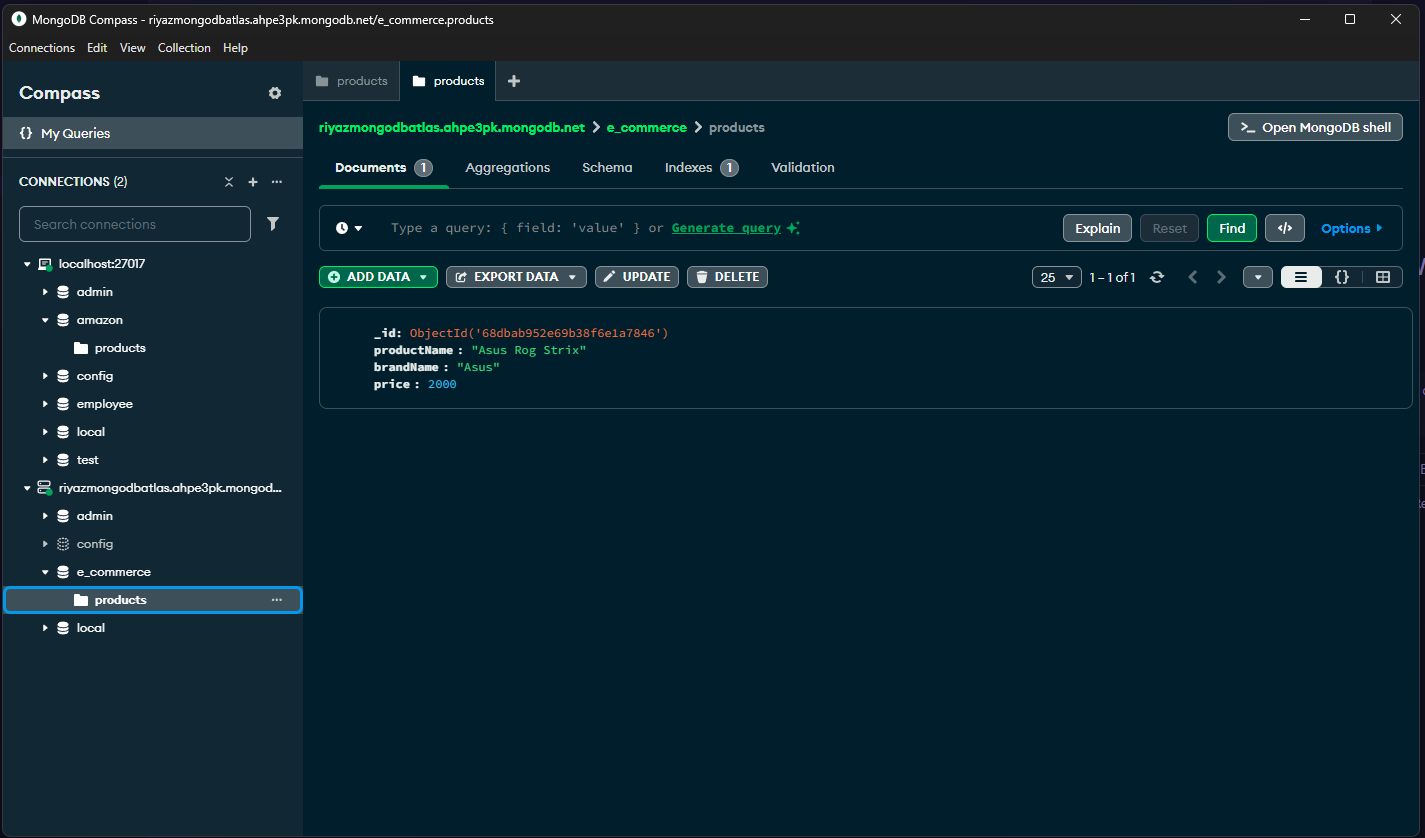 MongoDB Compass - riyazmongodbatlas.ahpe3pk.mongodb.net/e_commerce.products
Connections Edit View Collection Help
Compass
{} My Queries
CONNECTIONS (2)
Search connections
localhost:27017
admin
amazon
products
config
employee
local
test
riyazmongodbatlas.ahpe3pk.mongod...
admin
config
e_commerce
products
local
products products
riyazmongodbatlas.ahpe3pk.mongodb.net > e_commerce > products
>_ Open MongoDB shell
Documents 1 Aggregations Schema Indexes 1 Validation
Type a query: { field: 'value' } or Generate query
Explain Reset Find </> Options
ADD DATA EXPORT DATA UPDATE DELETE
25 1 – 1 of 1 {}
_id: ObjectId('68dbab952e69b38f6e1a7846')
productName : "Asus Rog Strix"
brandName : "Asus"
price : 2000